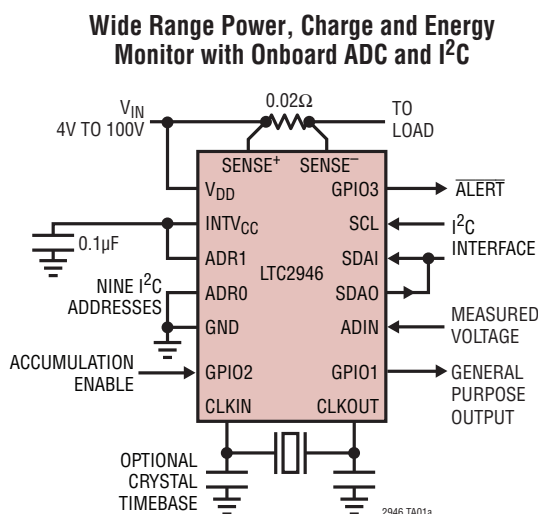 Wide Range Power, Charge and Energy
Monitor with Onboard ADC and I²C
VIN
4V TO 100V
0.02Ω
TO
LOAD
SENSE⁺
SENSE⁻
VDD
GPIO3
ALERT
INTVCC
SCL
I²C
INTERFACE
0.1µF
ADR1
LTC2946
SDAI
NINE I²C
ADDRESSES
ADR0
SDAO
GND
ADIN
MEASURED
VOLTAGE
ACCUMULATION
ENABLE
GPIO2
GPIO1
GENERAL
PURPOSE
OUTPUT
CLKIN
CLKOUT
OPTIONAL
CRYSTAL
TIMEBASE
2946 TA01a